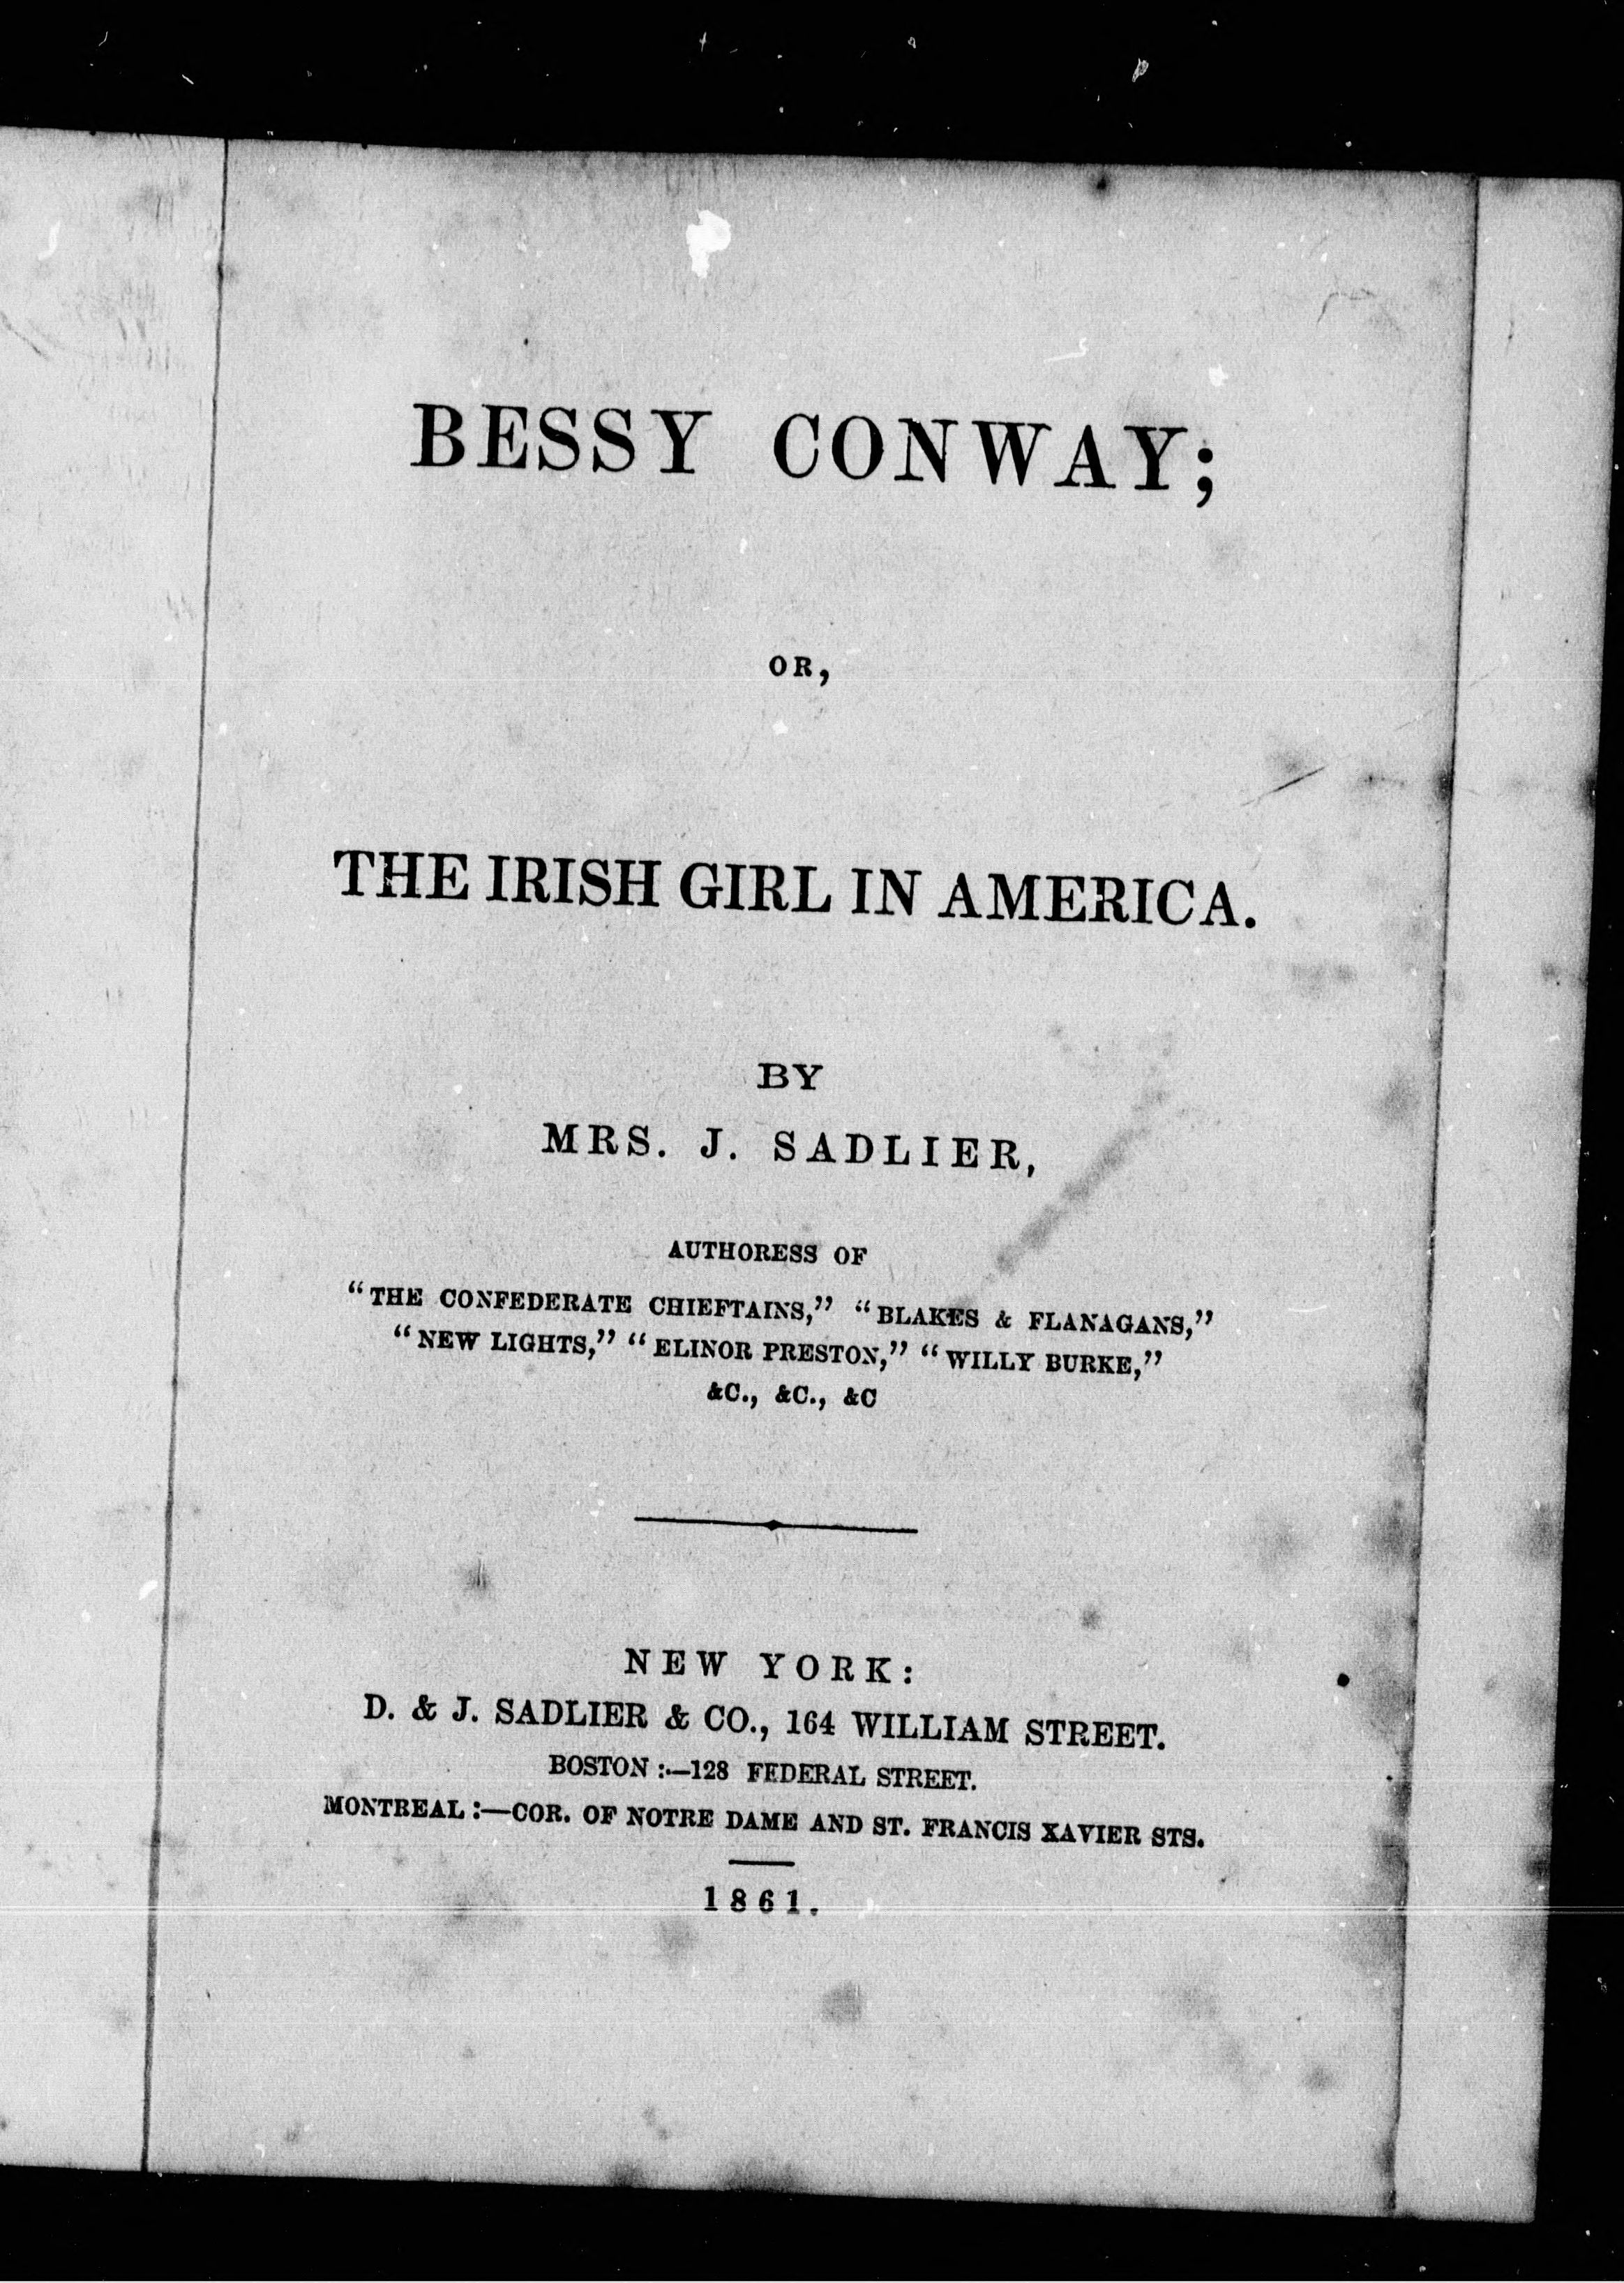 BESSY CONWAY;
OR,
THE IRISH GIRL IN AMERICA.
BY
MRS. J. SADLIER,
AUTHORESS OF
"THE CONFEDERATE CHIEFTAINS," "BLAKES & FLANAGANS,"
"NEW LIGHTS," "ELINOR PRESTON," "WILLY BURKE,"
&C., &C., &C
NEW YORK:
D. & J. SADLIER & CO., 164 WILLIAM STREET.
BOSTON:—128 FEDERAL STREET.
MONTREAL:—COR. OF NOTRE DAME AND ST. FRANCIS XAVIER STS.
1861.